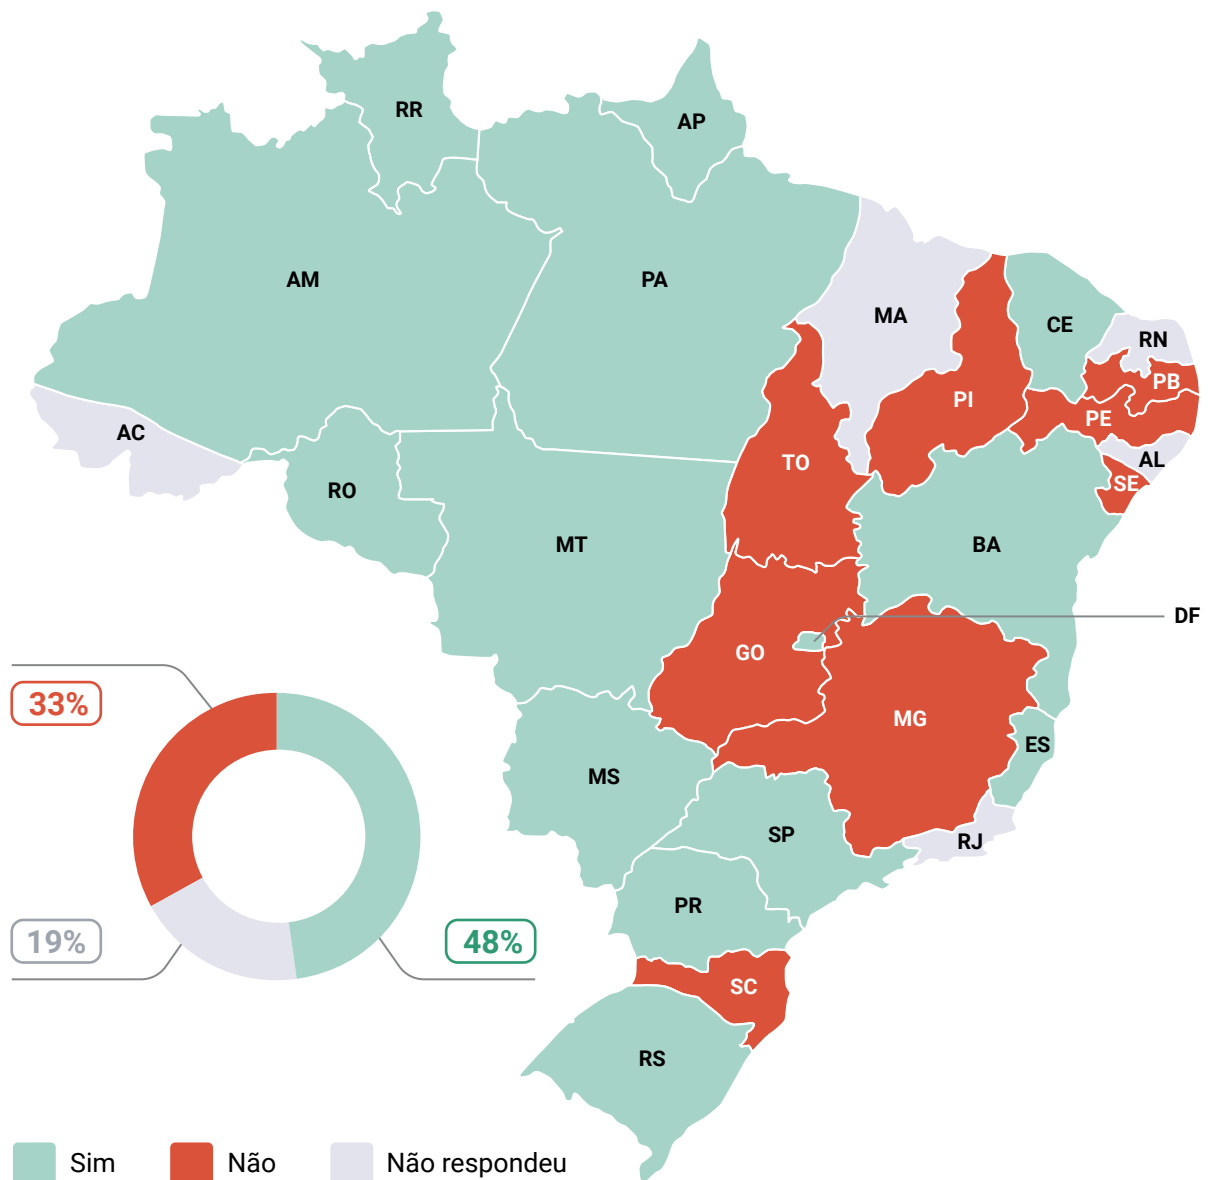 RR
AP
AM
PA
MA
CE
RN
PB
PI
PE
AC
AL
TO
SE
RO
MT
BA
DF
GO
33%
MG
ES
MS
SP
RJ
PR
19%
48%
SC
RS
Sim
Não
Não respondeu